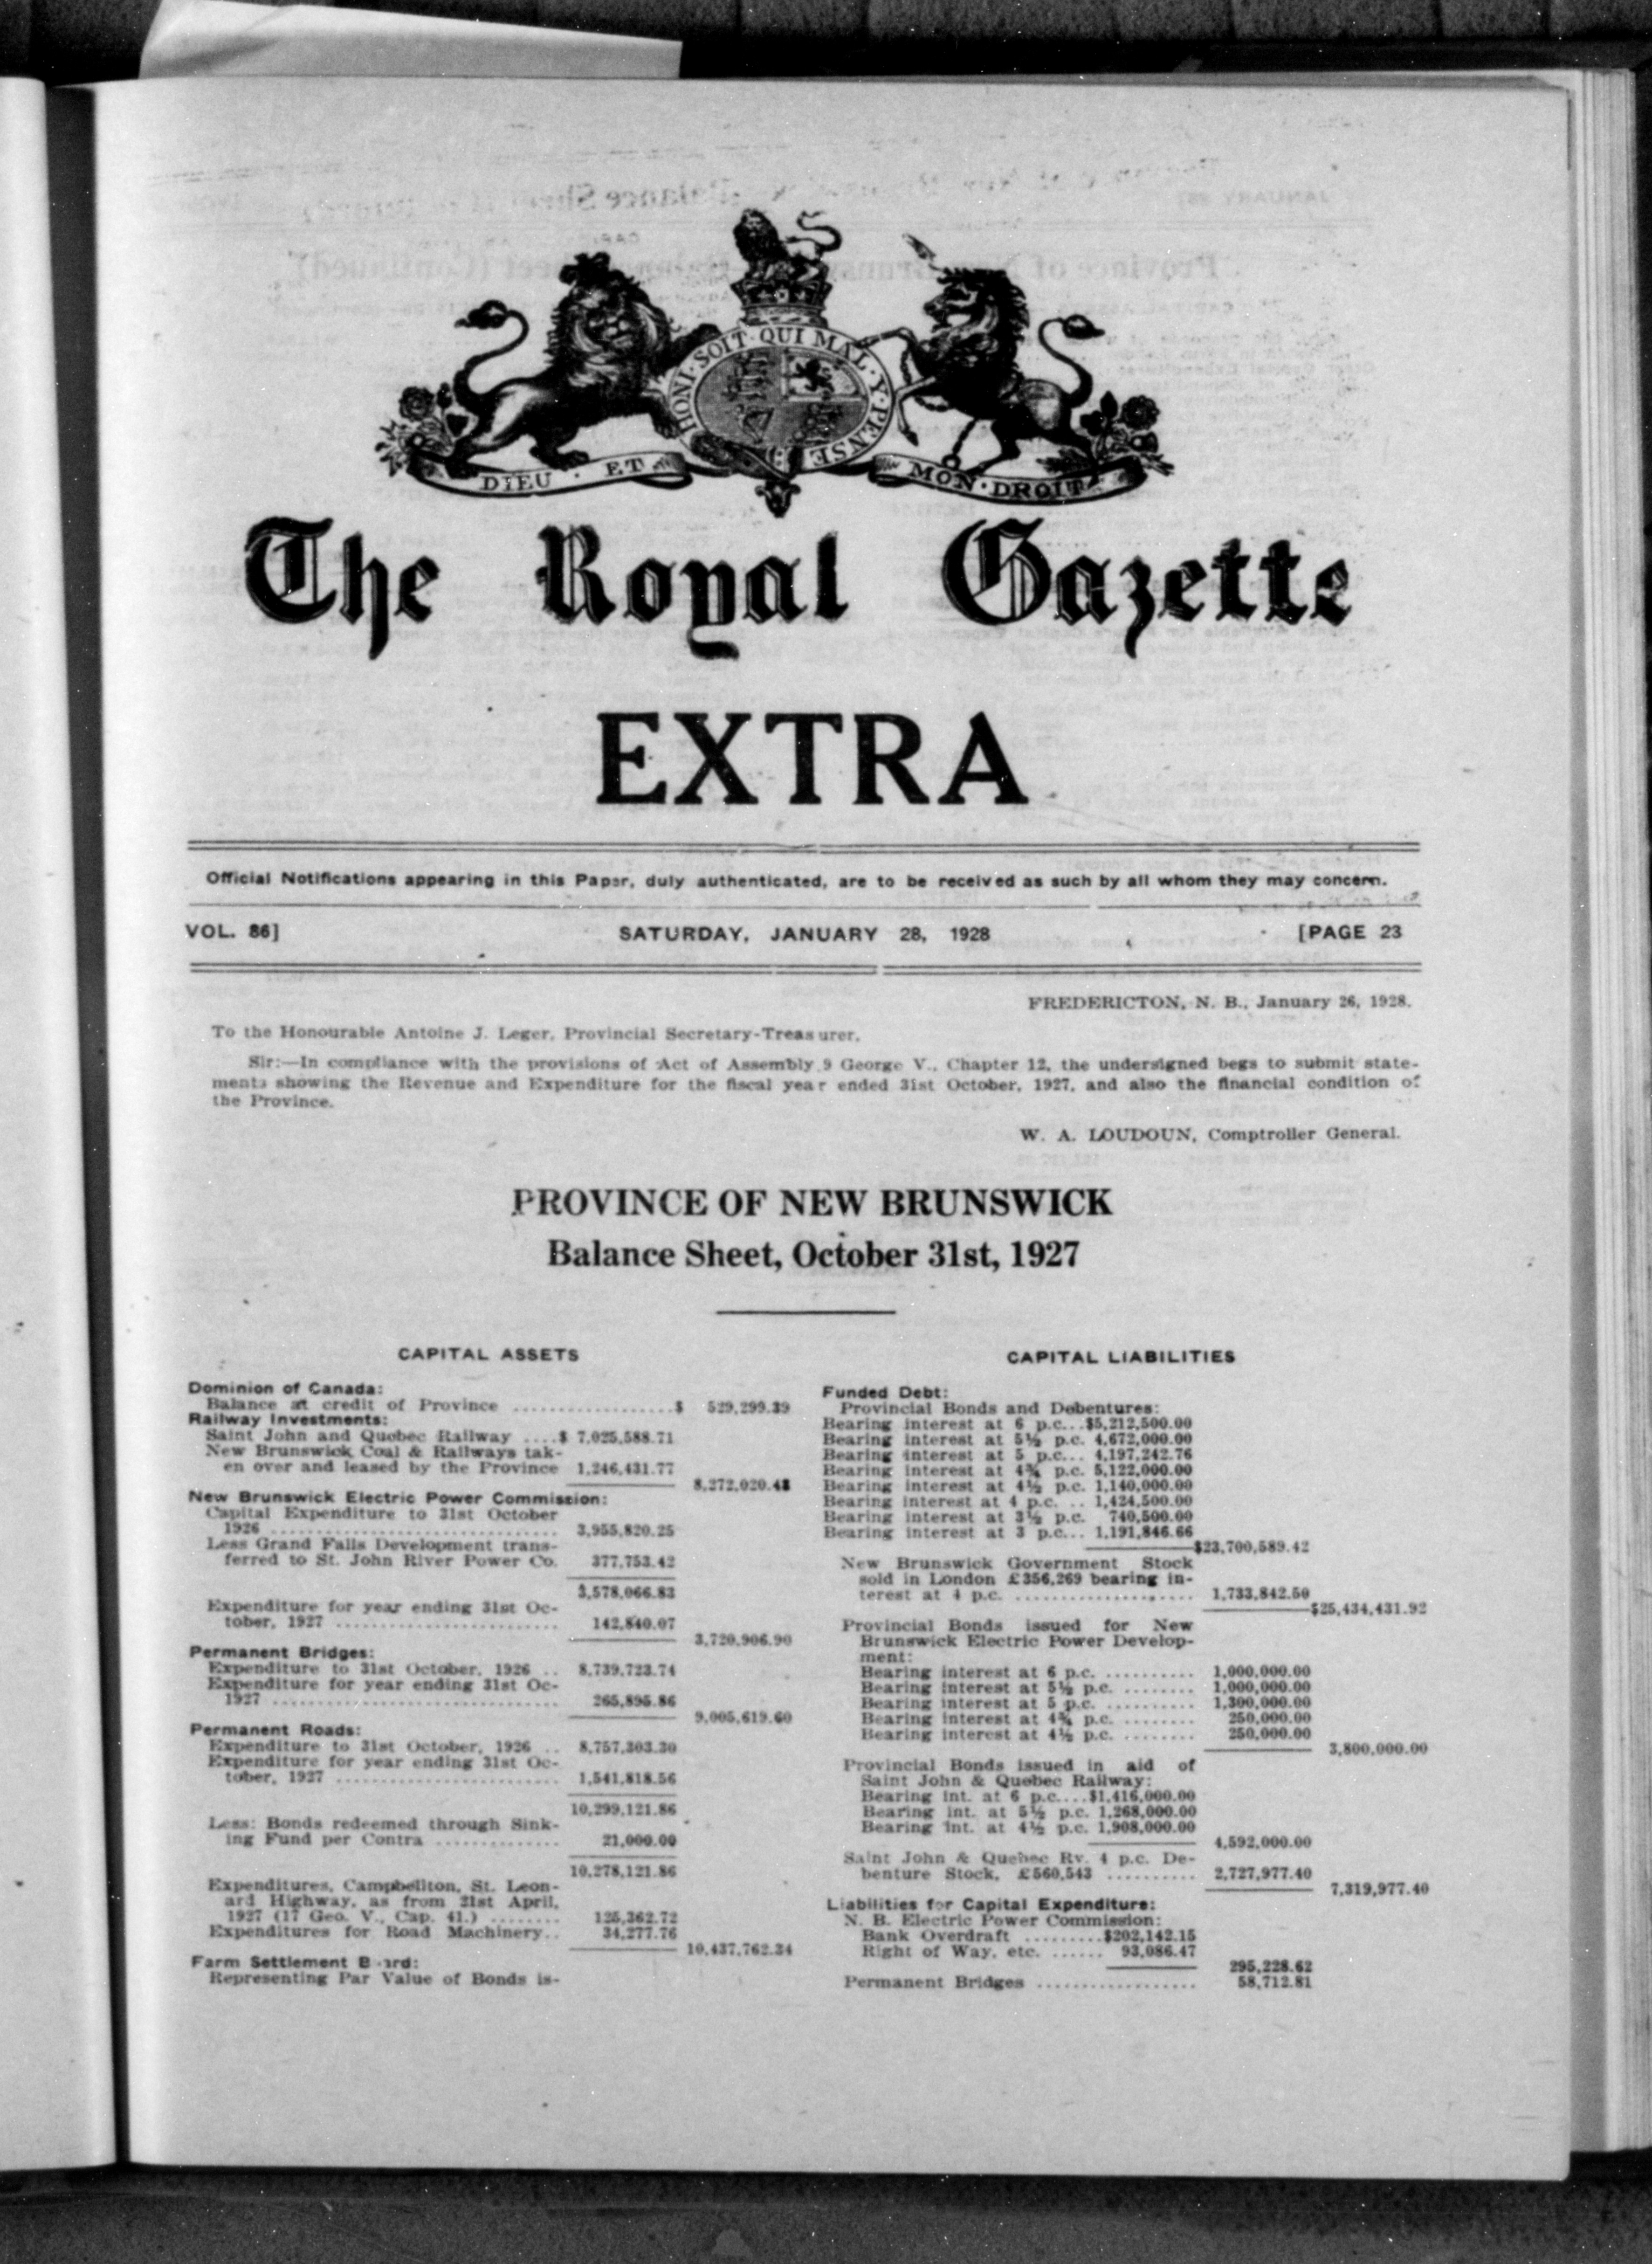 HONI·SOIT·QUI MAL·Y·PENSE
DIEU · ET
MON·DROIT
The Royal Gazette
EXTRA
Official Notifications appearing in this Paper, duly authenticated, are to be received as such by all whom they may concern.
VOL. 86] SATURDAY, JANUARY 28, 1928 [PAGE 23
FREDERICTON, N. B., January 26, 1928.
To the Honourable Antoine J. Leger, Provincial Secretary-Treasurer.
Sir:—In compliance with the provisions of Act of Assembly 9 George V., Chapter 12, the undersigned begs to submit state-
ments showing the Revenue and Expenditure for the fiscal year ended 31st October, 1927, and also the financial condition of
the Province.
W. A. LOUDOUN, Comptroller General.
PROVINCE OF NEW BRUNSWICK
Balance Sheet, October 31st, 1927
CAPITAL ASSETS
Dominion of Canada:
Balance at credit of Province ..................$ 529,299.39
Railway Investments:
Saint John and Quebec Railway ....$ 7,025,588.71
New Brunswick Coal & Railways tak-
en over and leased by the Province 1,246,431.77
8,272,020.48
New Brunswick Electric Power Commission:
Capital Expenditure to 31st October
1926 ................................ 3,955,820.25
Less Grand Falls Development trans-
ferred to St. John River Power Co. 377,753.42
3,578,066.83
Expenditure for year ending 31st Oc-
tober, 1927 ......................... 142,840.07
3,720,906.90
Permanent Bridges:
Expenditure to 31st October, 1926 .. 8,739,723.74
Expenditure for year ending 31st Oc-
1927 ................................ 265,895.86
9,005,619.60
Permanent Roads:
Expenditure to 31st October, 1926 .. 8,757,303.30
Expenditure for year ending 31st Oc-
tober, 1927 ......................... 1,541,818.56
10,299,121.86
Less: Bonds redeemed through Sink-
ing Fund per Contra .............. 21,000.00
10,278,121.86
Expenditures, Campbellton, St. Leon-
ard Highway, as from 21st April,
1927 (17 Geo. V., Cap. 41.) ........ 125,362.72
Expenditures for Road Machinery.. 34,277.76
10,437,762.34
Farm Settlement B ard:
Representing Par Value of Bonds is-
CAPITAL LIABILITIES
Funded Debt:
Provincial Bonds and Debentures:
Bearing interest at 6 p.c...$5,212,500.00
Bearing interest at 5½ p.c. 4,672,000.00
Bearing interest at 5 p.c... 4,197,242.76
Bearing interest at 4¾ p.c. 5,122,000.00
Bearing interest at 4½ p.c. 1,140,000.00
Bearing interest at 4 p.c. .. 1,424,500.00
Bearing interest at 3½ p.c. 740,500.00
Bearing interest at 3 p.c... 1,191,846.66
$23,700,589.42
New Brunswick Government Stock
sold in London £356,269 bearing in-
terest at 4 p.c. .................... 1,733,842.50
$25,434,431.92
Provincial Bonds issued for New
Brunswick Electric Power Develop-
ment:
Bearing interest at 6 p.c. .......... 1,000,000.00
Bearing interest at 5½ p.c. ........ 1,000,000.00
Bearing interest at 5 p.c. .......... 1,300,000.00
Bearing interest at 4¾ p.c. ........ 250,000.00
Bearing interest at 4½ p.c. ........ 250,000.00
3,800,000.00
Provincial Bonds issued in aid of
Saint John & Quebec Railway:
Bearing int. at 6 p.c....$1,416,000.00
Bearing int. at 5½ p.c. 1,268,000.00
Bearing int. at 4½ p.c. 1,908,000.00
4,592,000.00
Saint John & Quebec Ry. 4 p.c. De-
benture Stock, £560,543 .......... 2,727,977.40
7,319,977.40
Liabilities for Capital Expenditure:
N. B. Electric Power Commission:
Bank Overdraft .........$202,142.15
Right of Way, etc. ...... 93,086.47
295,228.62
Permanent Bridges .................. 58,712.81